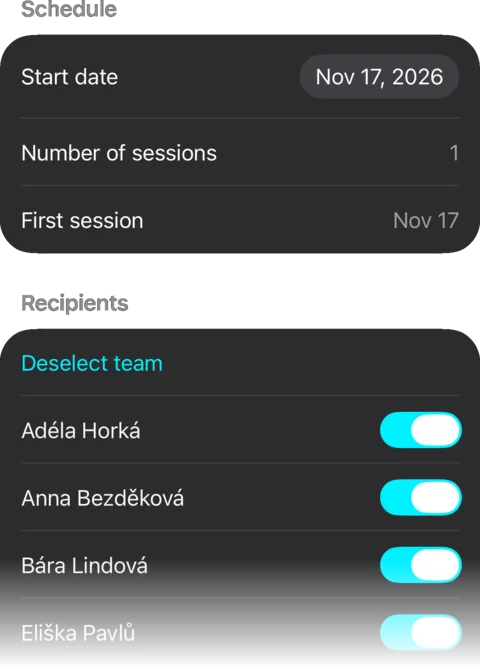 Schedule
Start date Nov 17, 2026
Number of sessions 1
First session Nov 17
Recipients
Deselect team
Adéla Horká
Anna Bezděková
Bára Lindová
Eliška Pavlů